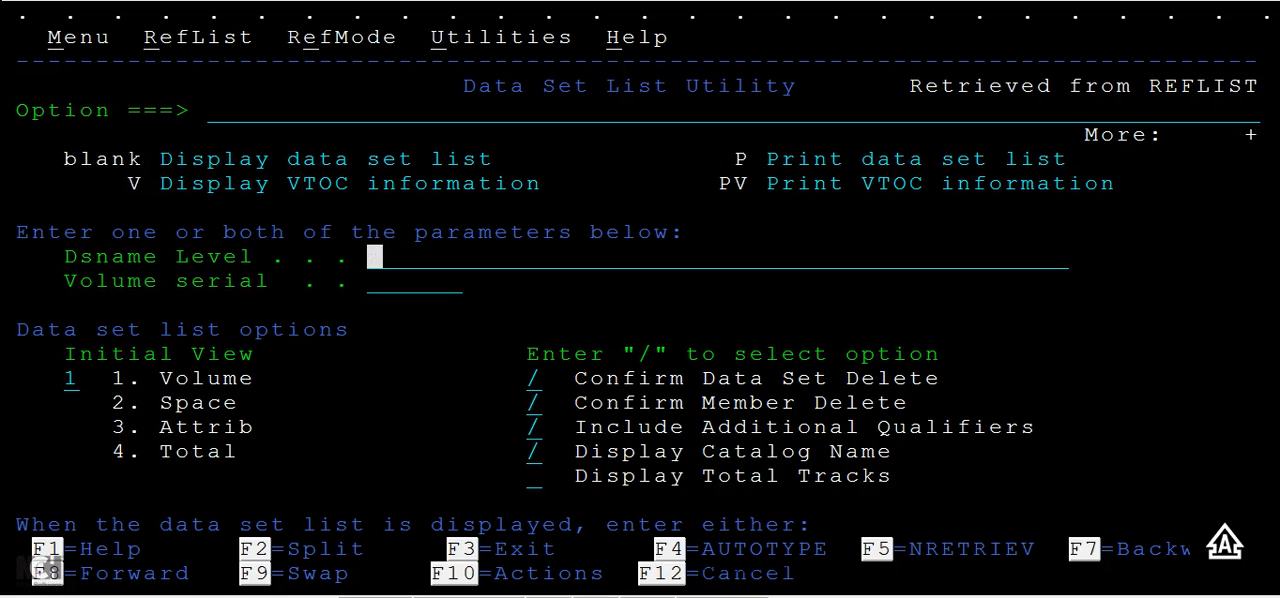 Menu RefList RefMode Utilities Help
Data Set List Utility Retrieved from REFLIST
Option ===>
More: +
blank Display data set list P Print data set list
V Display VTOC information PV Print VTOC information
Enter one or both of the parameters below:
Dsname Level . . .
Volume serial . .
Data set list options
Initial View Enter "/" to select option
1 1. Volume / Confirm Data Set Delete
2. Space / Confirm Member Delete
3. Attrib / Include Additional Qualifiers
4. Total / Display Catalog Name
_ Display Total Tracks
When the data set list is displayed, enter either:
F1=Help F2=Split F3=Exit F4=AUTOTYPE F5=NRETRIEV F7=Backw
F8=Forward F9=Swap F10=Actions F12=Cancel
A